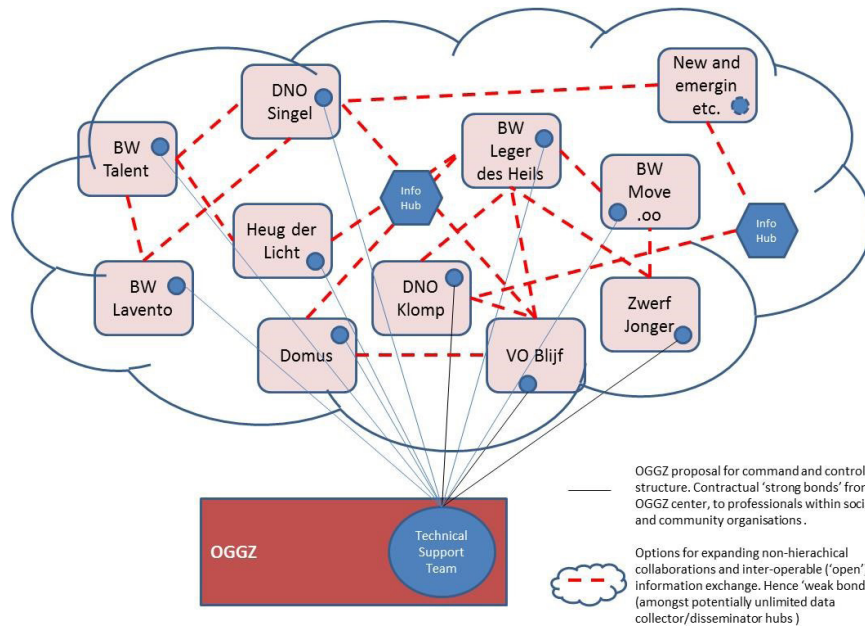 DNO
Singel
New and
emergin
etc.
BW
Talent
BW
Leger
des Heils
BW
Move
.oo
Info
Hub
Heug der
Licht
Info
Hub
BW
Lavento
DNO
Klomp
Zwerf
Jonger
Domus
VO Blijf
OGGZ
Technical
Support
Team
OGGZ proposal for command and control
structure. Contractual ‘strong bonds’ from
OGGZ center, to professionals within soci
and community organisations .
Options for expanding non-hierachical
collaborations and inter-operable (‘open’)
information exchange. Hence ‘weak bond
(amongst potentially unlimited data
collector/disseminator hubs )